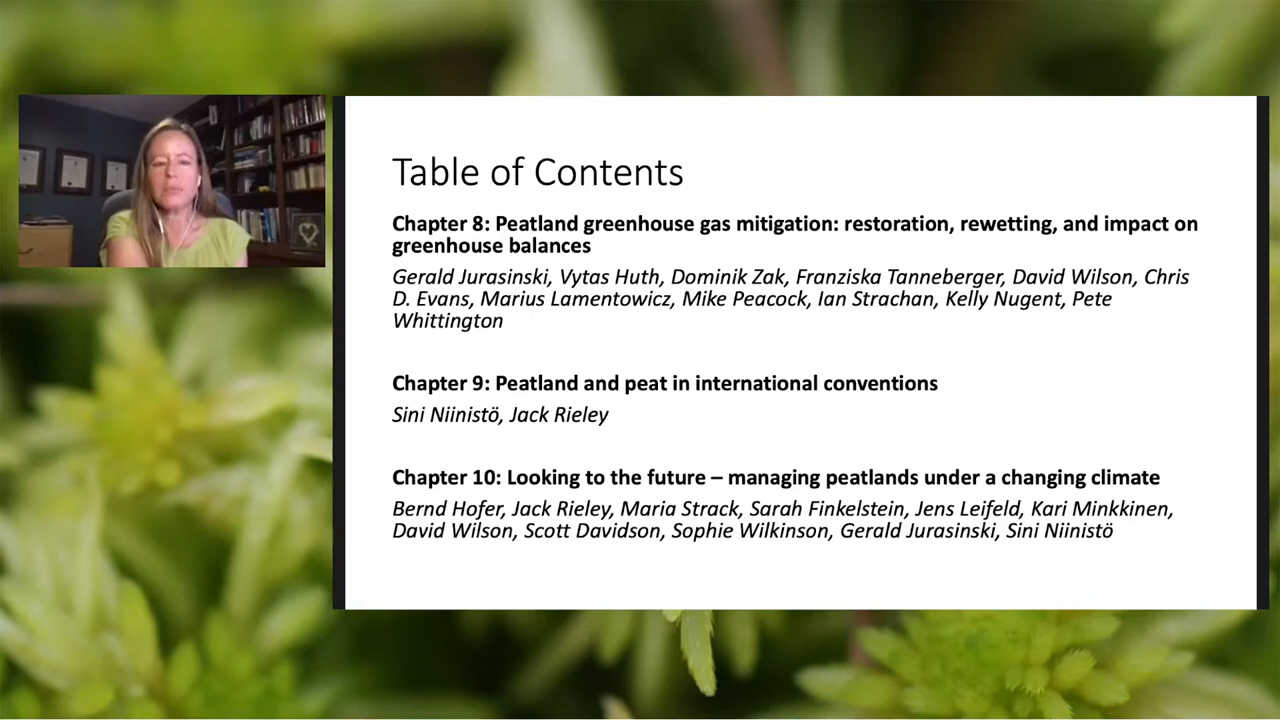 Table of Contents
Chapter 8: Peatland greenhouse gas mitigation: restoration, rewetting, and impact on
greenhouse balances
Gerald Jurasinski, Vytas Huth, Dominik Zak, Franziska Tanneberger, David Wilson, Chris
D. Evans, Marius Lamentowicz, Mike Peacock, Ian Strachan, Kelly Nugent, Pete
Whittington
Chapter 9: Peatland and peat in international conventions
Sini Niinistö, Jack Rieley
Chapter 10: Looking to the future – managing peatlands under a changing climate
Bernd Hofer, Jack Rieley, Maria Strack, Sarah Finkelstein, Jens Leifeld, Kari Minkkinen,
David Wilson, Scott Davidson, Sophie Wilkinson, Gerald Jurasinski, Sini Niinistö